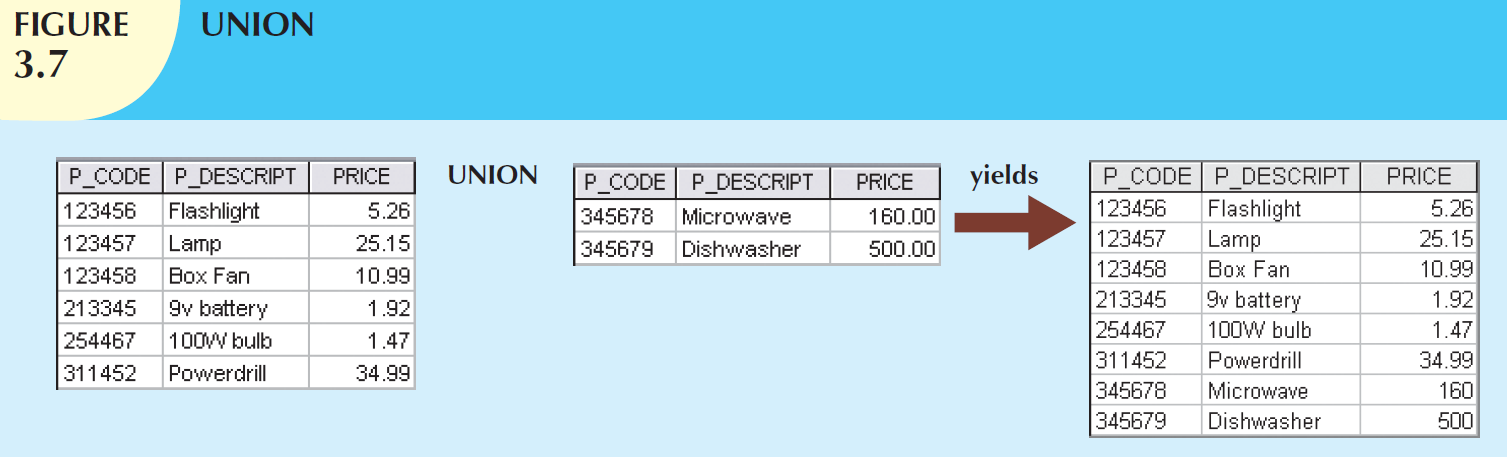 FIGURE 3.7
UNION
P_CODE P_DESCRIPT PRICE
123456 Flashlight 5.26
123457 Lamp 25.15
123458 Box Fan 10.99
213345 9v battery 1.92
254467 100W bulb 1.47
311452 Powerdrill 34.99
UNION
P_CODE P_DESCRIPT PRICE
345678 Microwave 160.00
345679 Dishwasher 500.00
yields
P_CODE P_DESCRIPT PRICE
123456 Flashlight 5.26
123457 Lamp 25.15
123458 Box Fan 10.99
213345 9v battery 1.92
254467 100W bulb 1.47
311452 Powerdrill 34.99
345678 Microwave 160
345679 Dishwasher 500